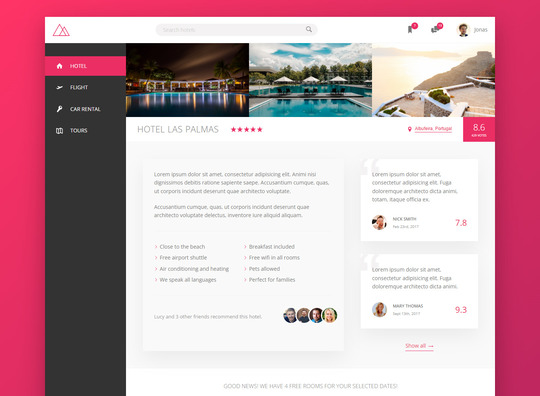 Search hotels
7
13
Jonas
HOTEL
FLIGHT
CAR RENTAL
TOURS
HOTEL LAS PALMAS
Albufeira, Portugal
8.6
Lorem ipsum dolor sit amet, consectetur adipisicing elit. Animi nisi
dignissimos debitis ratione sapiente saepe. Accusantium cumque, quas,
ut corporis incidunt deserunt quae architecto voluptate.
Accusantium cumque, quas, ut corporis incidunt deserunt quae
architecto voluptate delectus, inventore iure aliquid aliquam.
Close to the beach
Breakfast included
Free airport shuttle
Free wifi in all rooms
Air conditioning and heating
Pets allowed
We speak all languages
Perfect for families
Lucy and 3 other friends recommend this hotel.
Lorem ipsum dolor sit amet,
consectetur adipisicing elit. Fuga
doloremque architecto dicta animi,
totam, itaque officia ex.
NICK SMITH
Feb 23rd, 2017
7.8
Lorem ipsum dolor sit amet,
consectetur adipisicing elit. Fuga
doloremque architecto dicta animi.
MARY THOMAS
Sept 13th, 2017
9.3
Show all →
GOOD NEWS! WE HAVE 4 FREE ROOMS FOR YOUR SELECTED DATES!